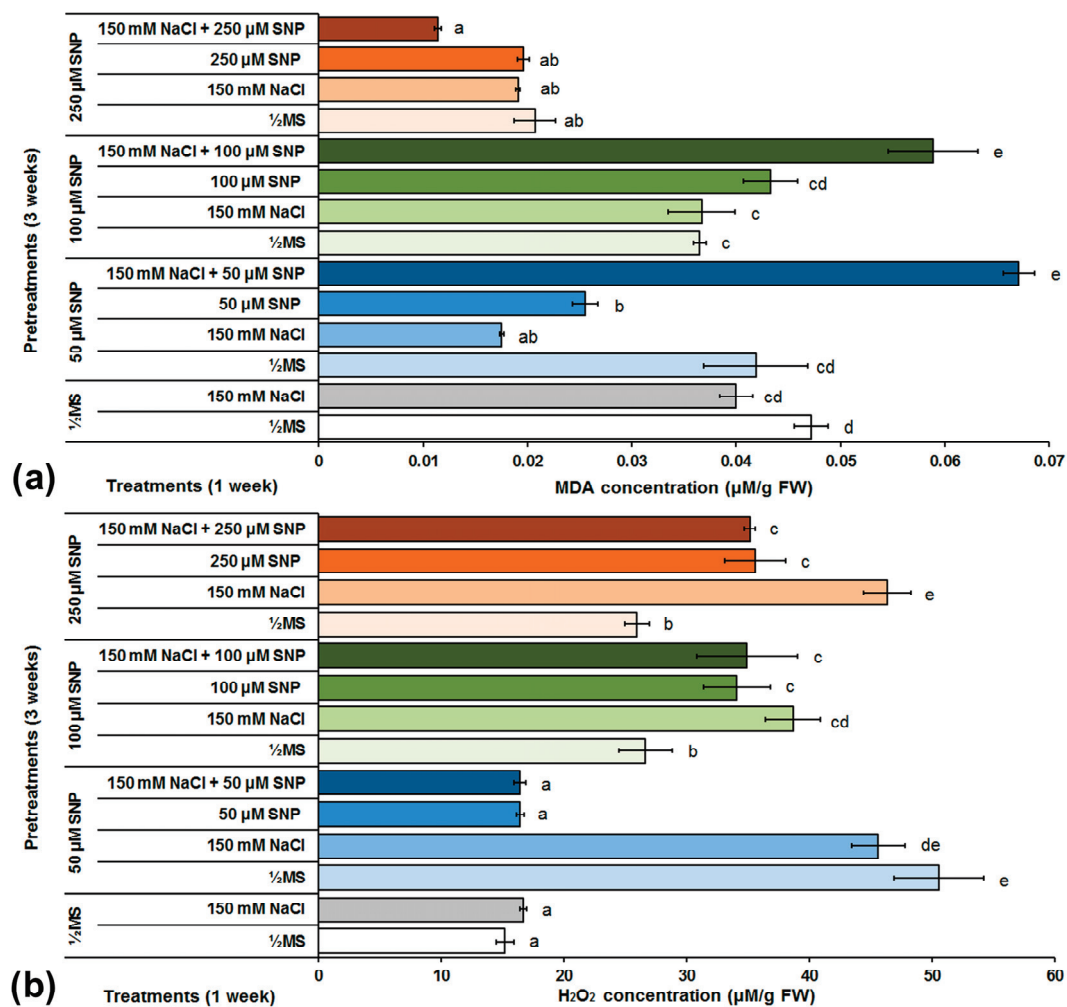 Pretreatments (3 weeks)
250 µM SNP
150 mM NaCl + 250 µM SNP
a
250 µM SNP
ab
150 mM NaCl
ab
½MS
ab
100 µM SNP
150 mM NaCl + 100 µM SNP
e
100 µM SNP
cd
150 mM NaCl
c
½MS
c
50 µM SNP
150 mM NaCl + 50 µM SNP
e
50 µM SNP
b
150 mM NaCl
ab
½MS
cd
½MS
150 mM NaCl
cd
½MS
d
0 0.01 0.02 0.03 0.04 0.05 0.06 0.07
(a)
Treatments (1 week)
MDA concentration (µM/g FW)
Pretreatments (3 weeks)
250 µM SNP
150 mM NaCl + 250 µM SNP
c
250 µM SNP
c
150 mM NaCl
e
½MS
b
100 µM SNP
150 mM NaCl + 100 µM SNP
c
100 µM SNP
c
150 mM NaCl
cd
½MS
b
50 µM SNP
150 mM NaCl + 50 µM SNP
a
50 µM SNP
a
150 mM NaCl
de
½MS
e
½MS
150 mM NaCl
a
½MS
a
0 20 30 40 50 60
(b)
Treatments (1 week)
H₂O₂ concentration (µM/g FW)